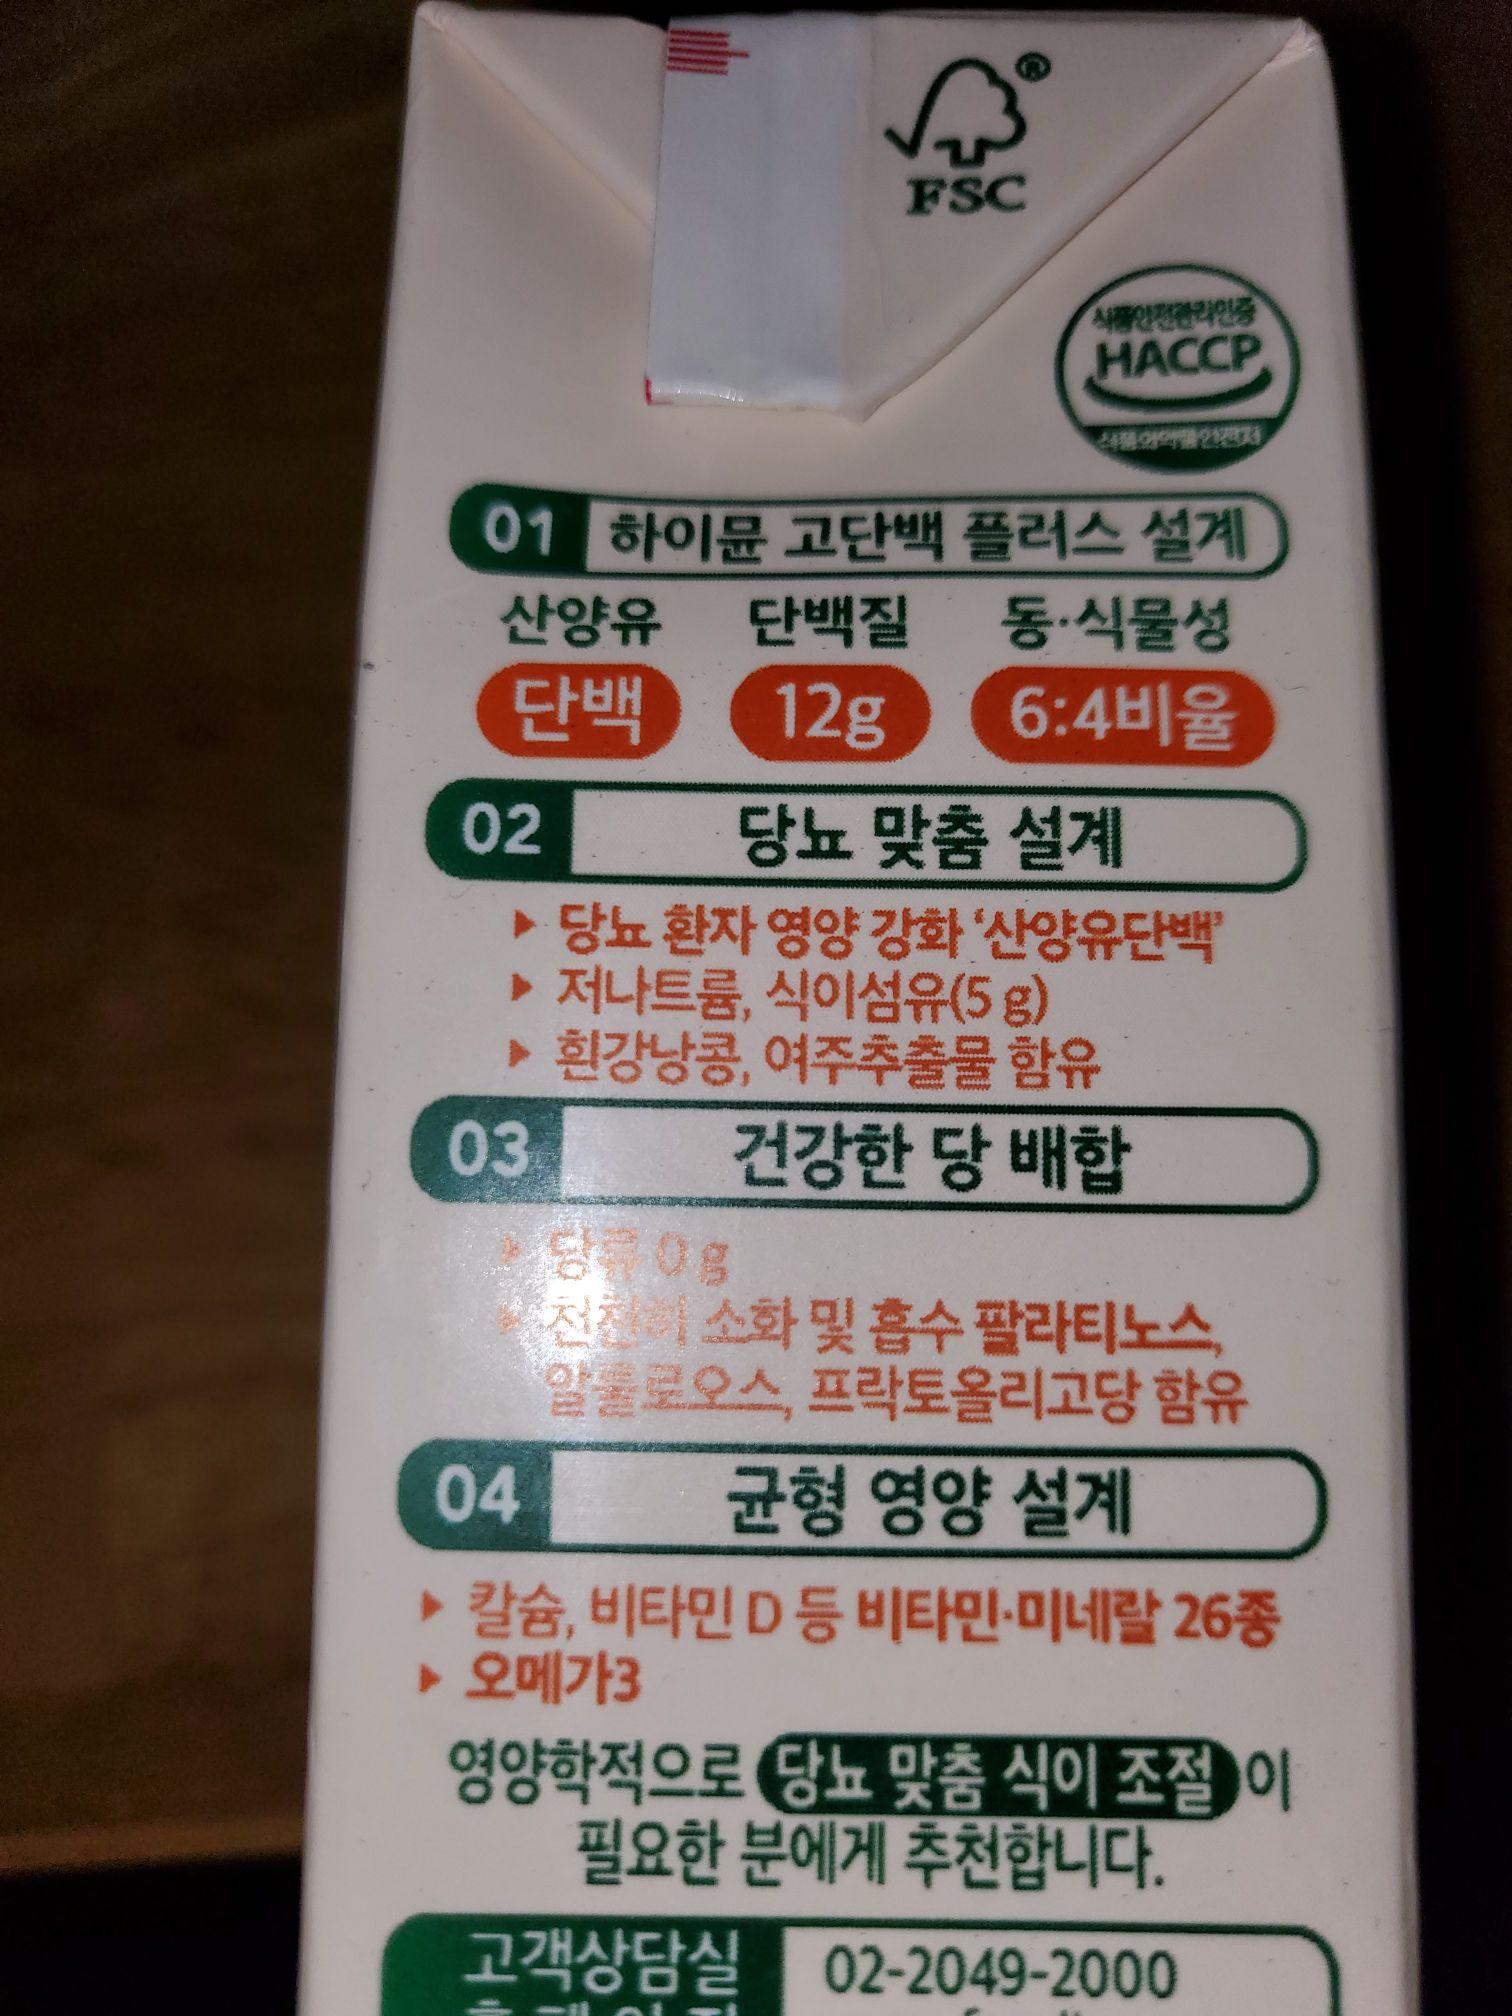 FSC®
식품안전관리인증
HACCP
식품의약품안전처
01 하이뮨 고단백 플러스 설계
산양유 단백질 동·식물성
단백 12g 6:4비율
02 당뇨 맞춤 설계
▶ 당뇨 환자 영양 강화 ‘산양유단백’
▶ 저나트륨, 식이섬유(5 g)
▶ 흰강낭콩, 여주추출물 함유
03 건강한 당 배합
▶ 당류 0 g
▶ 천천히 소화 및 흡수 팔라티노스,
알룰로오스, 프락토올리고당 함유
04 균형 영양 설계
▶ 칼슘, 비타민 D 등 비타민·미네랄 26종
▶ 오메가3
영양학적으로 당뇨 맞춤 식이 조절이
필요한 분에게 추천합니다.
고객상담실 02-2049-2000